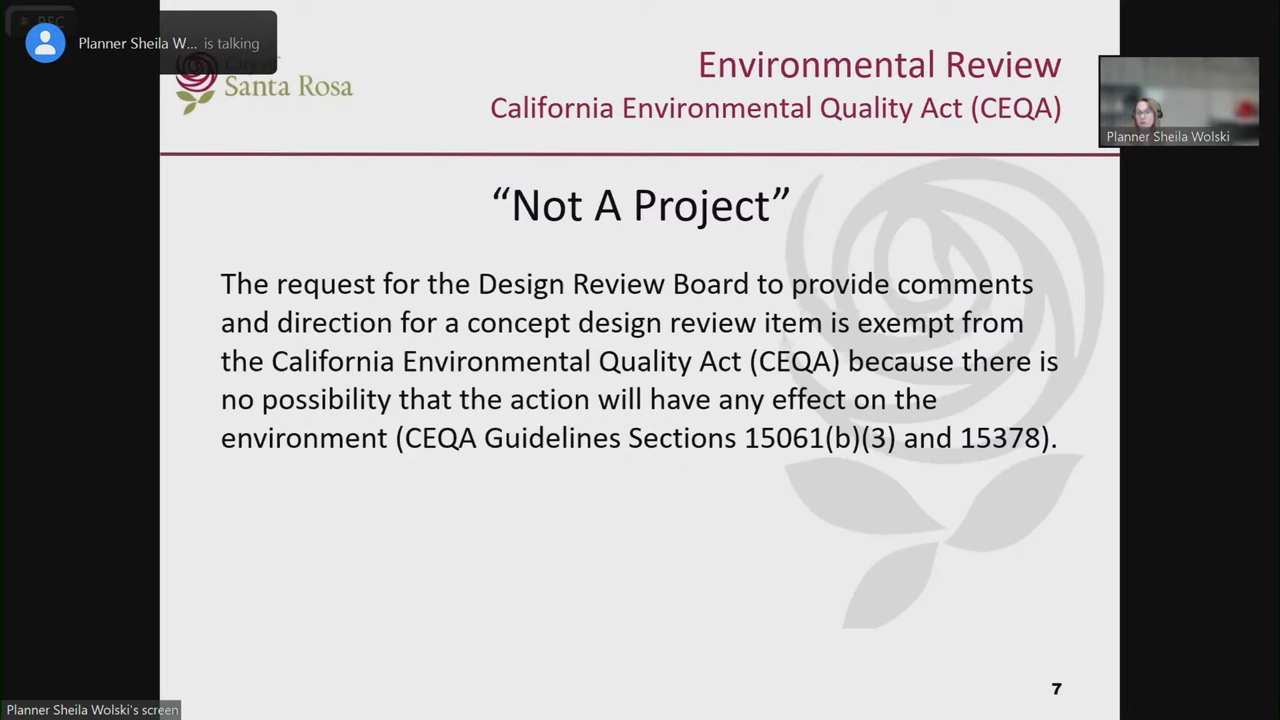 REC
Planner Sheila W... is talking
City of
Santa Rosa
Environmental Review
California Environmental Quality Act (CEQA)
Planner Sheila Wolski
“Not A Project”
The request for the Design Review Board to provide comments
and direction for a concept design review item is exempt from
the California Environmental Quality Act (CEQA) because there is
no possibility that the action will have any effect on the
environment (CEQA Guidelines Sections 15061(b)(3) and 15378).
7
Planner Sheila Wolski's screen